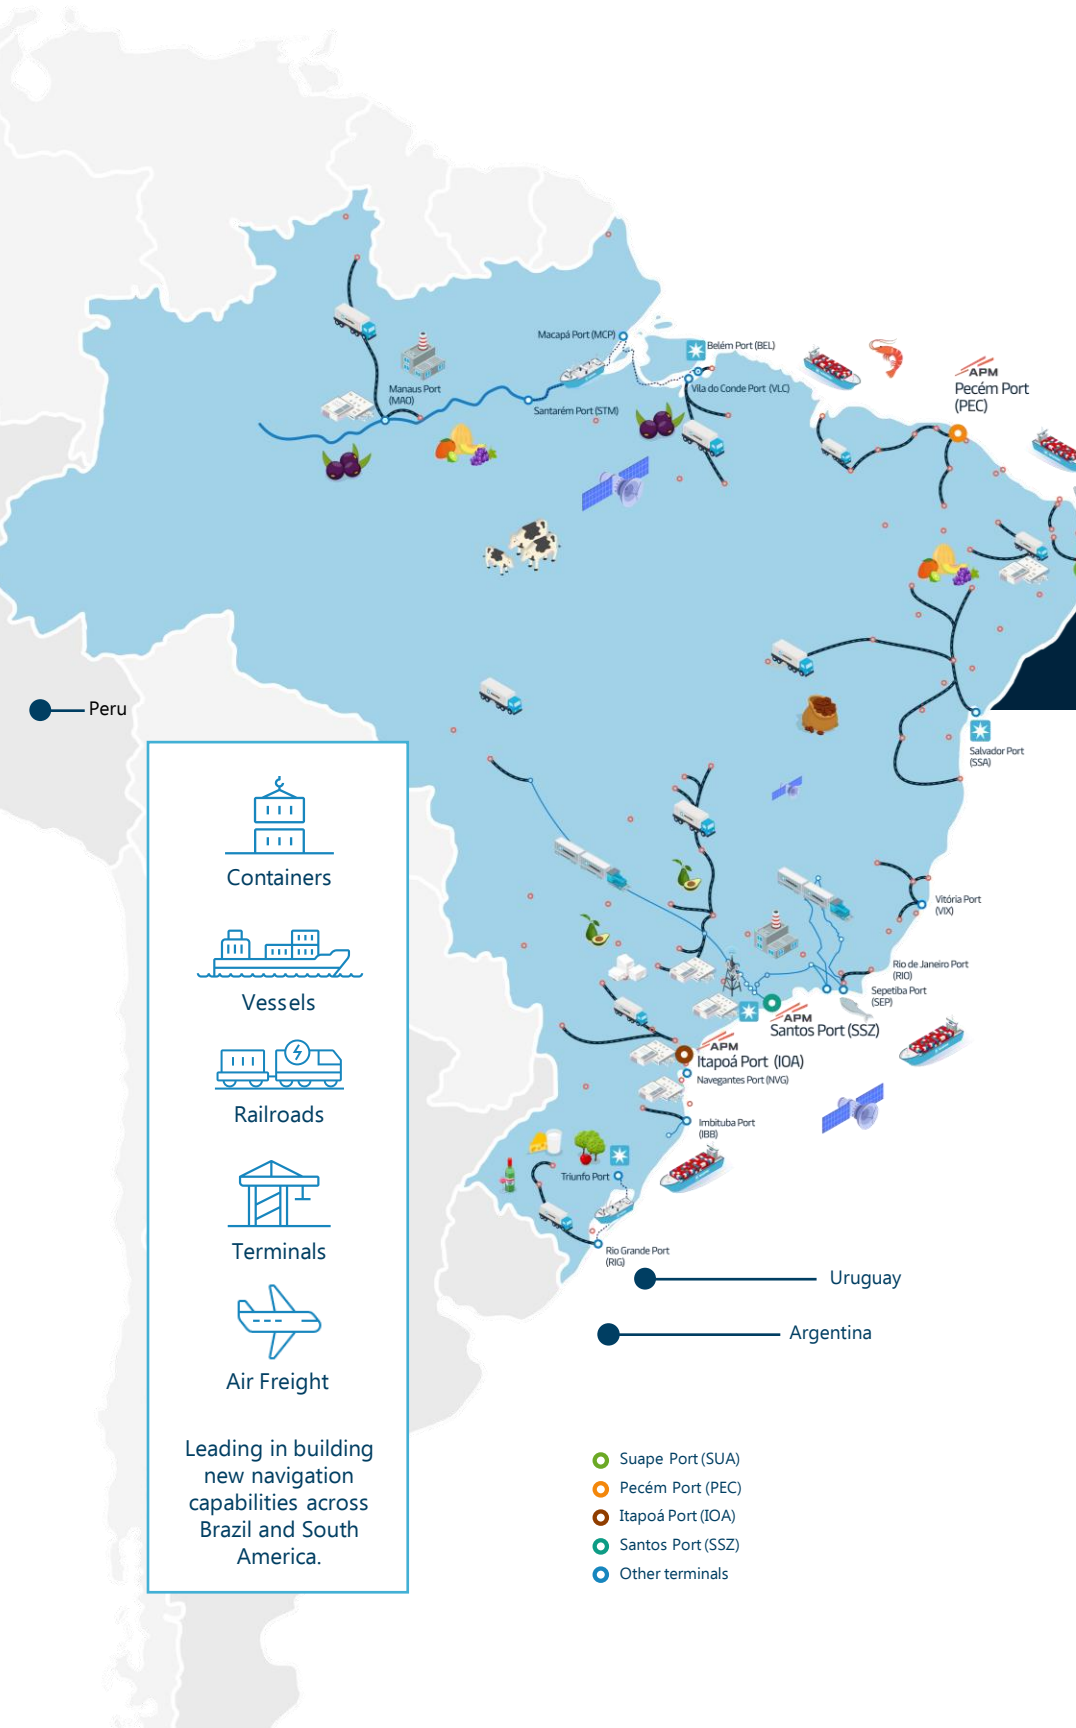 Macapá Port (MCP)
Belém Port (BEL)
Vila do Conde Port (VLC)
Manaus Port
(MAO)
Santarém Port (STM)
APM
Pecém Port
(PEC)
Peru
Salvador Port
(SSA)
Vitória Port
(VIX)
Rio de Janeiro Port
(RIO)
Sepetiba Port
(SEP)
APM
Santos Port (SSZ)
APM
Itapoá Port (IOA)
Navegantes Port (NVG)
Imbituba Port
(IBB)
Triunfo Port
Rio Grande Port
(RIG)
Uruguay
Argentina
Containers
Vessels
Railroads
Terminals
Air Freight
Leading in building
new navigation
capabilities across
Brazil and South
America.
Suape Port (SUA)
Pecém Port (PEC)
Itapoá Port (IOA)
Santos Port (SSZ)
Other terminals